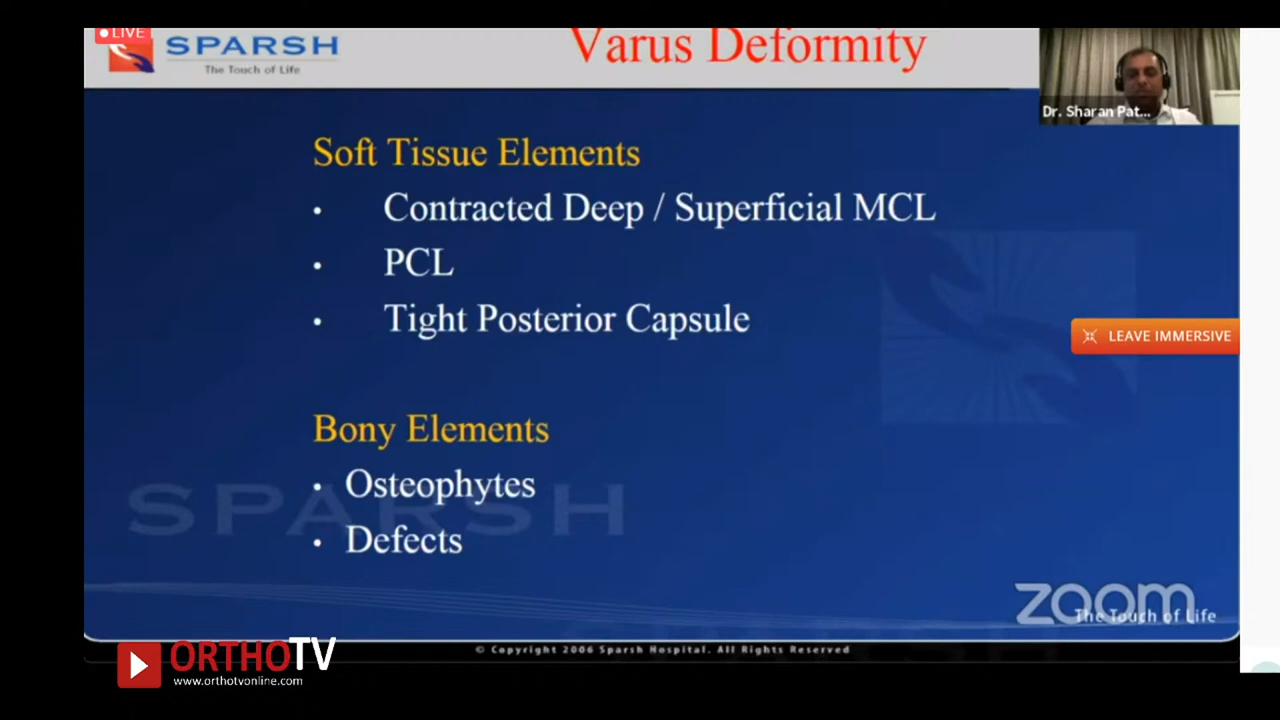 LIVE
SPARSH
The Touch of Life
Varus Deformity
Dr. Sharan Pat...
Soft Tissue Elements
• Contracted Deep / Superficial MCL
• PCL
• Tight Posterior Capsule
LEAVE IMMERSIVE
Bony Elements
• Osteophytes
• Defects
SPARSH
zoom
The Touch of Life
ORTHOTV
www.orthotvonline.com
© Copyright 2006 Sparsh Hospital. All Rights Reserved